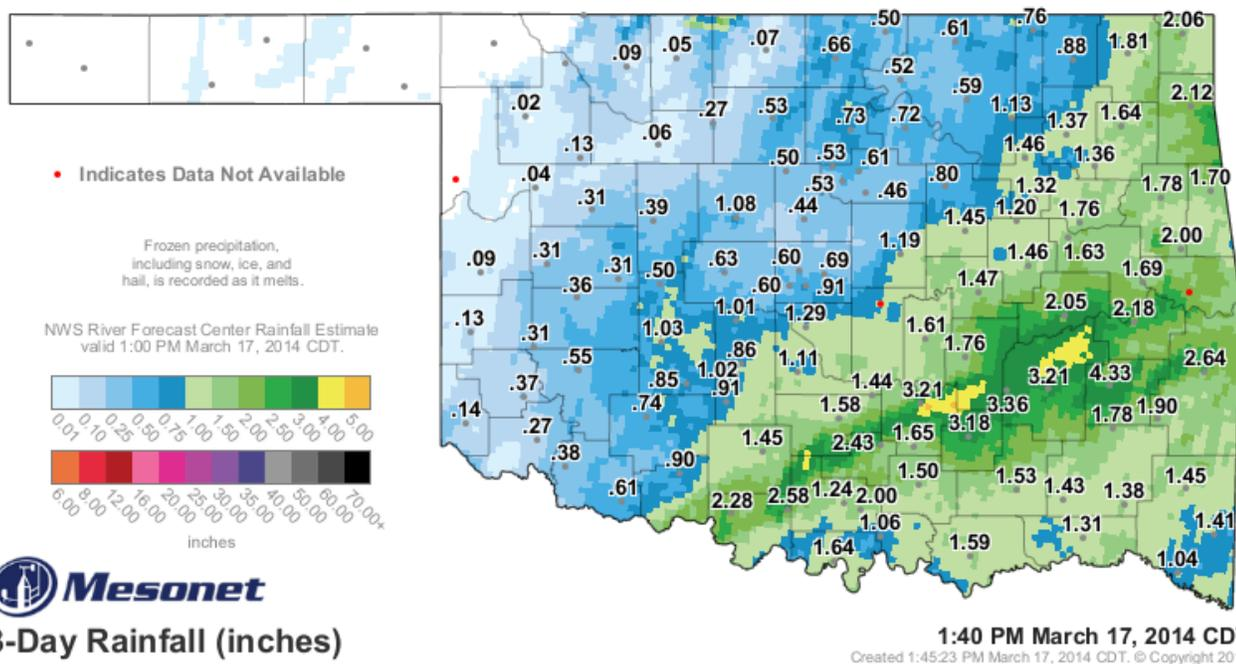 .50 .61 .76 2.06
.09 .05 .07 .66 .88 1.81
.52 .59 2.12
.02 .27 .53 .73 .72 1.13 1.37 1.64
.13 .06 1.46 1.36
.50 .53 .61
.04 .53 .46 .80 1.32 1.78 1.70
Indicates Data Not Available
.31 .39 1.08 .44 1.45 1.20 1.76
Frozen precipitation,
including snow, ice, and
hail, is recorded as it melts.
.09 .31 .31 .50 .63 .60 .69 1.19 1.46 1.63 2.00
.36 .60 .91 1.47 1.69
NWS River Forecast Center Rainfall Estimate
valid 1:00 PM March 17, 2014 CDT.
.13 .31 1.03 1.01 1.29 1.61 2.05 2.18
.55 .86 1.11 1.76 2.64
.37 .85 1.02 .91 1.44 3.21 3.21 4.33
.14 .74 1.58 3.18 3.36 1.78 1.90
.27 1.45 2.43 1.65
.38 .90 1.50 1.53 1.43 1.38 1.45
.61 2.28 2.58 1.24 2.00
1.06 1.31 1.41
1.64 1.59 1.04
0.01 0.10 0.25 0.50 0.75 1.00 1.50 2.00 2.50 3.00 4.00 5.00
6.00 8.00 12.00 16.00 20.00 25.00 30.00 35.00 40.00 50.00 60.00 70.00+
inches
Mesonet
-Day Rainfall (inches)
1:40 PM March 17, 2014 CD
Created 1:45:23 PM March 17, 2014 CDT. © Copyright 20